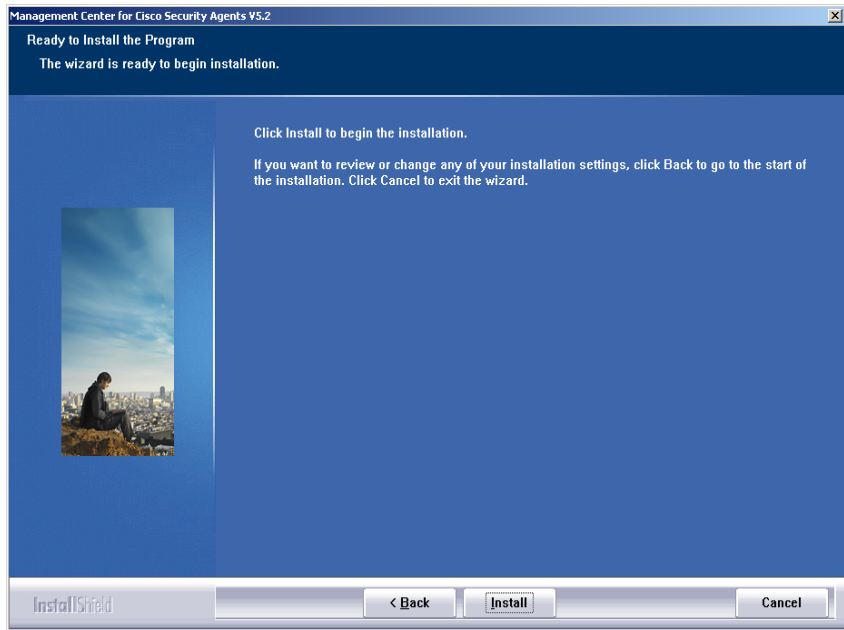 Management Center for Cisco Security Agents V5.2
Ready to Install the Program
The wizard is ready to begin installation.
Click Install to begin the installation.
If you want to review or change any of your installation settings, click Back to go to the start of
the installation. Click Cancel to exit the wizard.
InstallShield
< Back
Install
Cancel